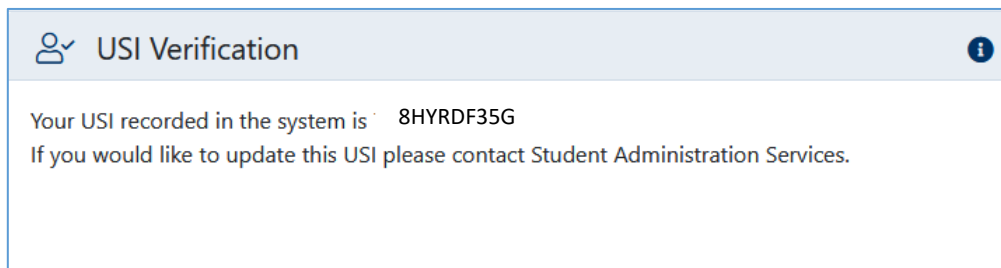 USI Verification
Your USI recorded in the system is 8HYRDF35G
If you would like to update this USI please contact Student Administration Services.